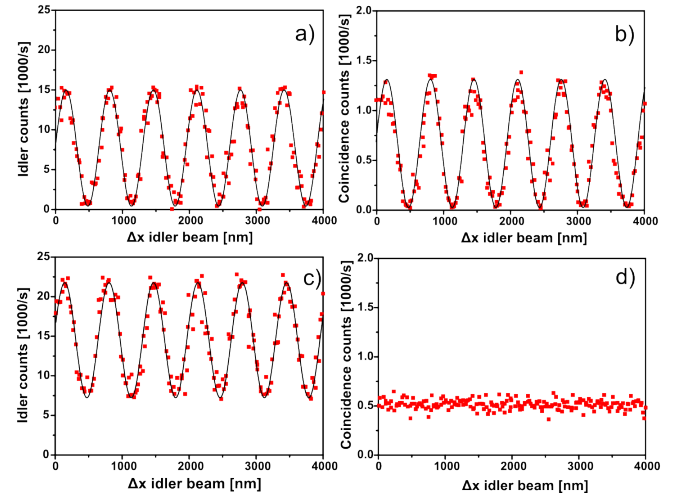 a)
Idler counts [1000/s]
25
20
15
10
5
0
0 1000 2000 3000 4000
Δx idler beam [nm]
b)
Coincidence counts [1000/s]
2.0
1.5
1.0
0.5
0.0
0 1000 2000 3000 4000
Δx idler beam [nm]
c)
Idler counts [1000/s]
25
20
15
10
5
0
0 1000 2000 3000 4000
Δx idler beam [nm]
d)
Coincidence counts [1000/s]
2.0
1.5
1.0
0.5
0.0
0 1000 2000 3000 4000
Δx idler beam [nm]